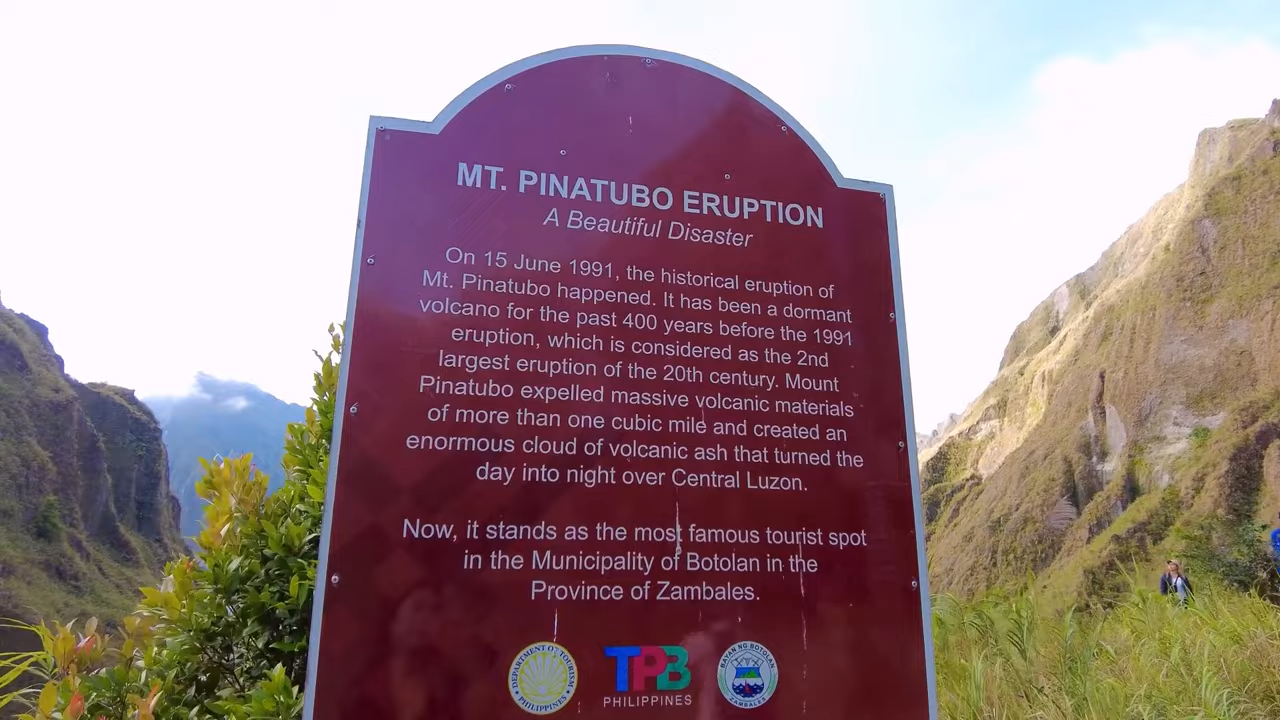 MT. PINATUBO ERUPTION
A Beautiful Disaster
On 15 June 1991, the historical eruption of
Mt. Pinatubo happened. It has been a dormant
volcano for the past 400 years before the 1991
eruption, which is considered as the 2nd
largest eruption of the 20th century. Mount
Pinatubo expelled massive volcanic materials
of more than one cubic mile and created an
enormous cloud of volcanic ash that turned the
day into night over Central Luzon.
Now, it stands as the most famous tourist spot
in the Municipality of Botolan in the
Province of Zambales.
DEPARTMENT OF TOURISM
PHILIPPINES
TPB
PHILIPPINES
BAYAN NG BOTOLAN
ZAMBALES